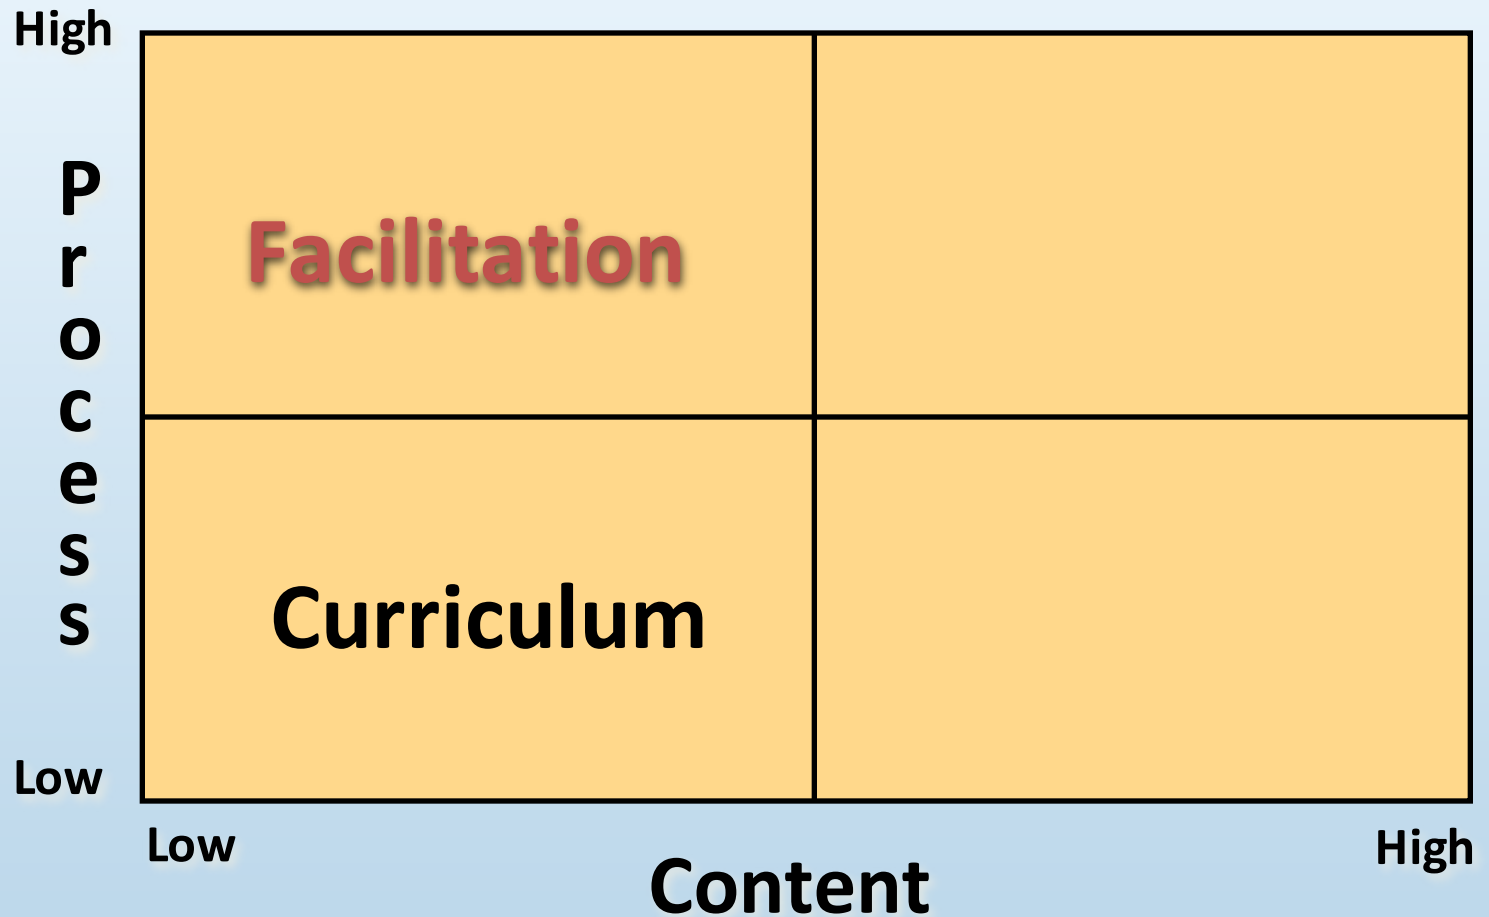 High
Process
Facilitation
Curriculum
Low
Low
High
Content